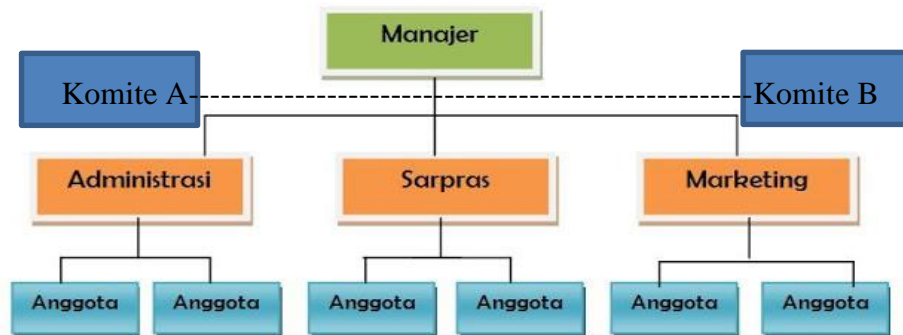 Manajer
Komite A
Komite B
Administrasi
Sarpras
Marketing
Anggota
Anggota
Anggota
Anggota
Anggota
Anggota